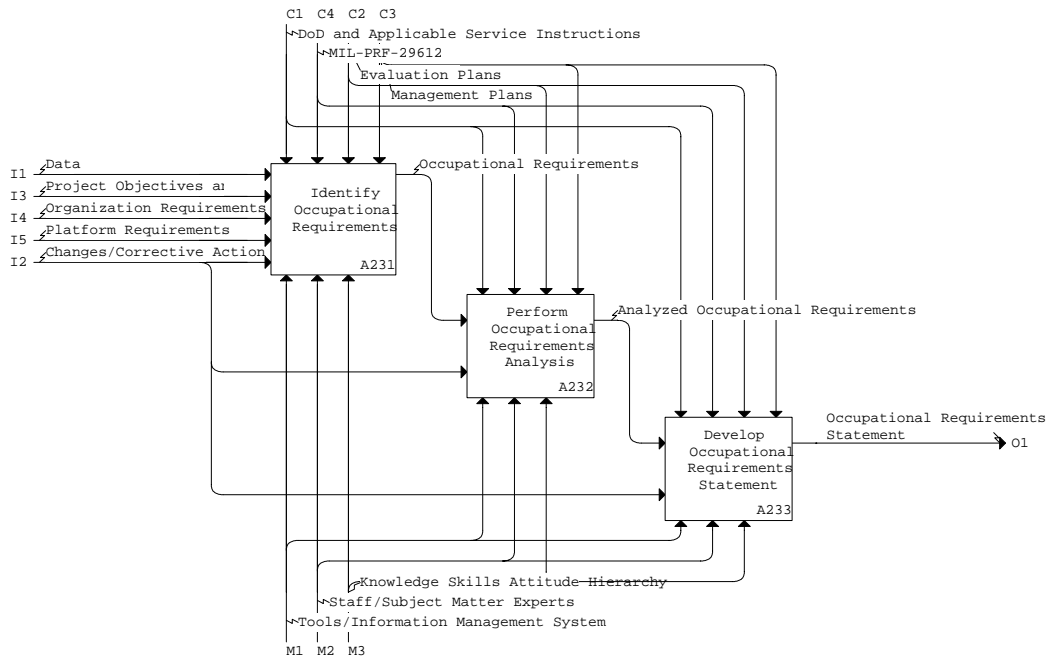 C1 C4 C2 C3
DoD and Applicable Service Instructions
MIL-PRF-29612
Evaluation Plans
Management Plans
I1 Data
I3 Project Objectives
I4 Organization Requirements
I5 Platform Requirements
I2 Changes/Corrective Action
Identify
Occupational
Requirements
A231
Occupational Requirements
Perform
Occupational
Requirements
Analysis
A232
Analyzed Occupational Requirements
Develop
Occupational
Requirements
Statement
A233
Occupational Requirements
Statement
O1
Knowledge Skills Attitude Hierarchy
Staff/Subject Matter Experts
Tools/Information Management System
M1 M2 M3